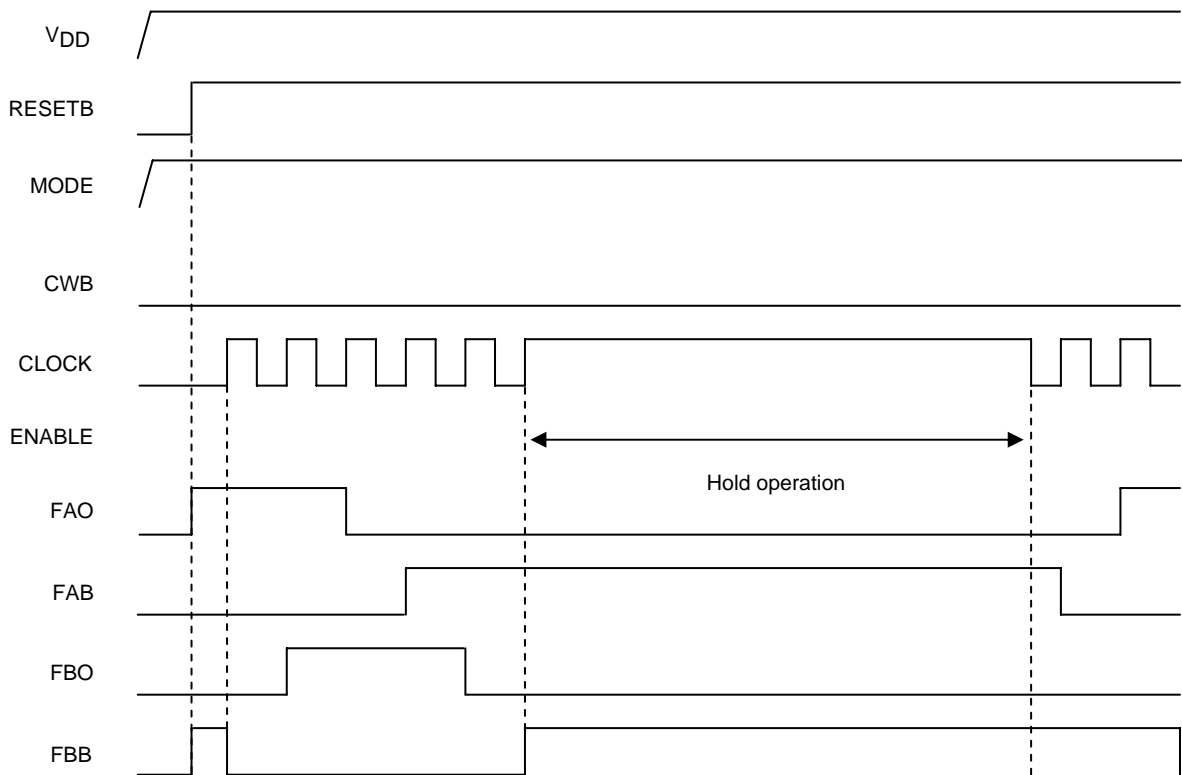 VDD
RESETB
MODE
CWB
CLOCK
ENABLE
Hold operation
FAO
FAB
FBO
FBB